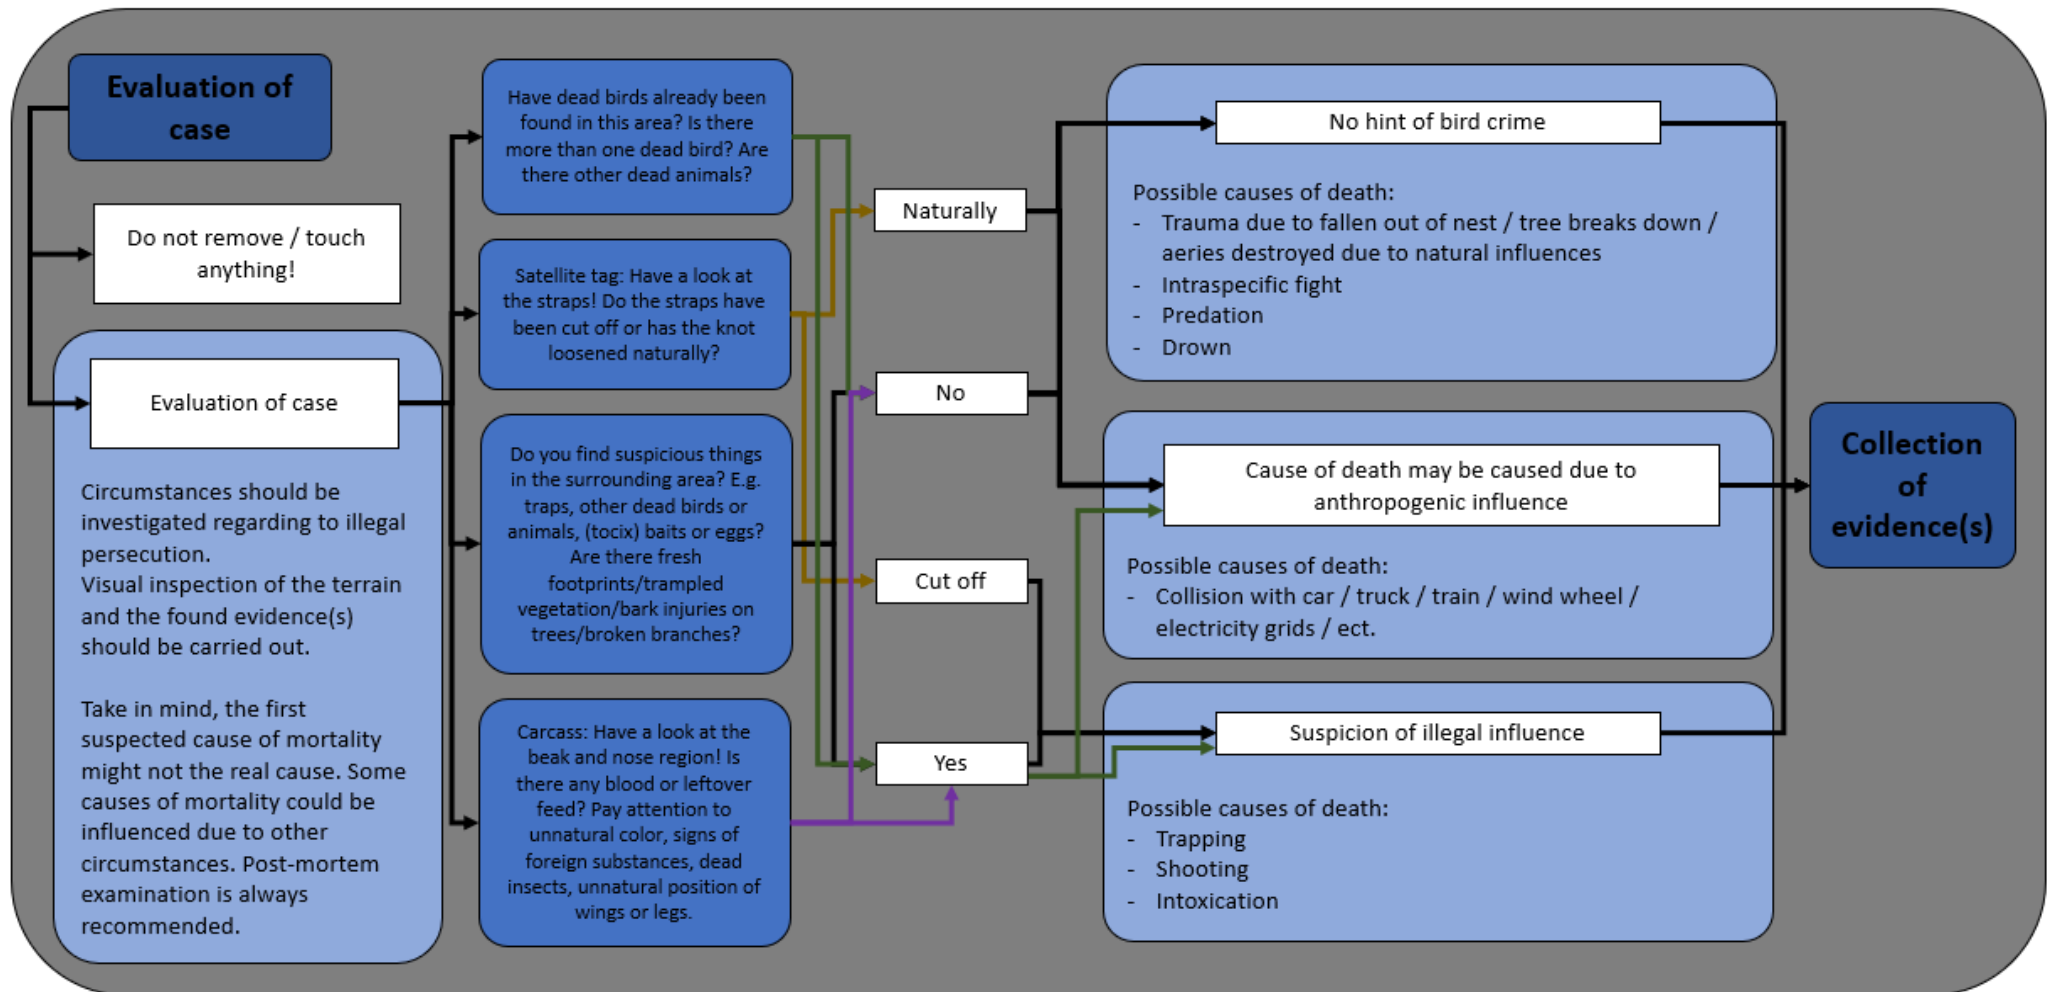 Evaluation of
case
Do not remove / touch
anything!
Evaluation of case
Circumstances should be
investigated regarding to illegal
persecution.
Visual inspection of the terrain
and the found evidence(s)
should be carried out.
Take in mind, the first
suspected cause of mortality
might not the real cause. Some
causes of mortality could be
influenced due to other
circumstances. Post-mortem
examination is always
recommended.
Have dead birds already been
found in this area? Is there
more than one dead bird? Are
there other dead animals?
Satellite tag: Have a look at
the straps! Do the straps have
been cut off or has the knot
loosened naturally?
Do you find suspicious things
in the surrounding area? E.g.
traps, other dead birds or
animals, (tocix) baits or eggs?
Are there fresh
footprints/trampled
vegetation/bark injuries on
trees/broken branches?
Carcass: Have a look at the
beak and nose region! Is
there any blood or leftover
feed? Pay attention to
unnatural color, signs of
foreign substances, dead
insects, unnatural position of
wings or legs.
Naturally
No
Cut off
Yes
No hint of bird crime
Possible causes of death:
- Trauma due to fallen out of nest / tree breaks down /
aeries destroyed due to natural influences
- Intraspecific fight
- Predation
- Drown
Cause of death may be caused due to
anthropogenic influence
Possible causes of death:
- Collision with car / truck / train / wind wheel /
electricity grids / ect.
Suspicion of illegal influence
Possible causes of death:
- Trapping
- Shooting
- Intoxication
Collection
of
evidence(s)